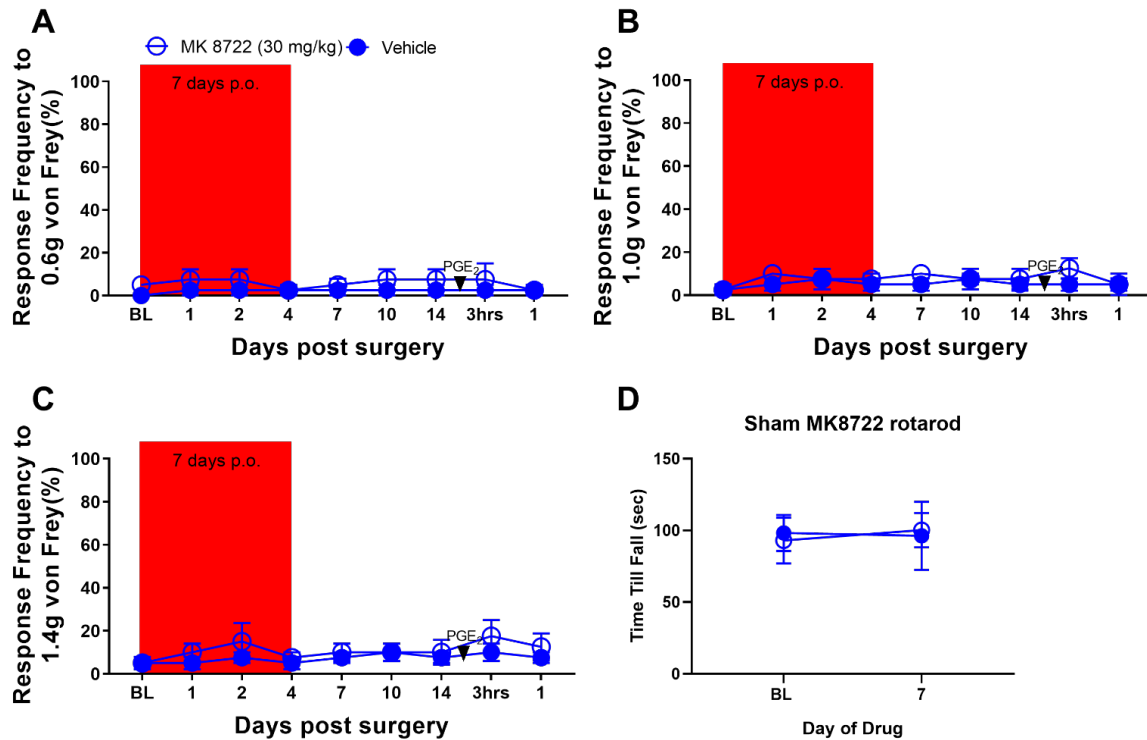 A
MK 8722 (30 mg/kg) Vehicle
Response Frequency to
0.6g von Frey(%)
100
80
60
40
20
0
7 days p.o.
PGE2
BL 1 2 4 7 10 14 3hrs 1
Days post surgery
B
Response Frequency to
1.0g von Frey(%)
100
80
60
40
20
0
7 days p.o.
PGE
BL 1 2 4 7 10 14 3hrs 1
Days post surgery
C
Response Frequency to
1.4g von Frey(%)
100
80
60
40
20
0
7 days p.o.
PGE2
BL 1 2 4 7 10 14 3hrs 1
Days post surgery
D
Sham MK8722 rotarod
Time Till Fall (sec)
150
100
50
0
BL 7
Day of Drug